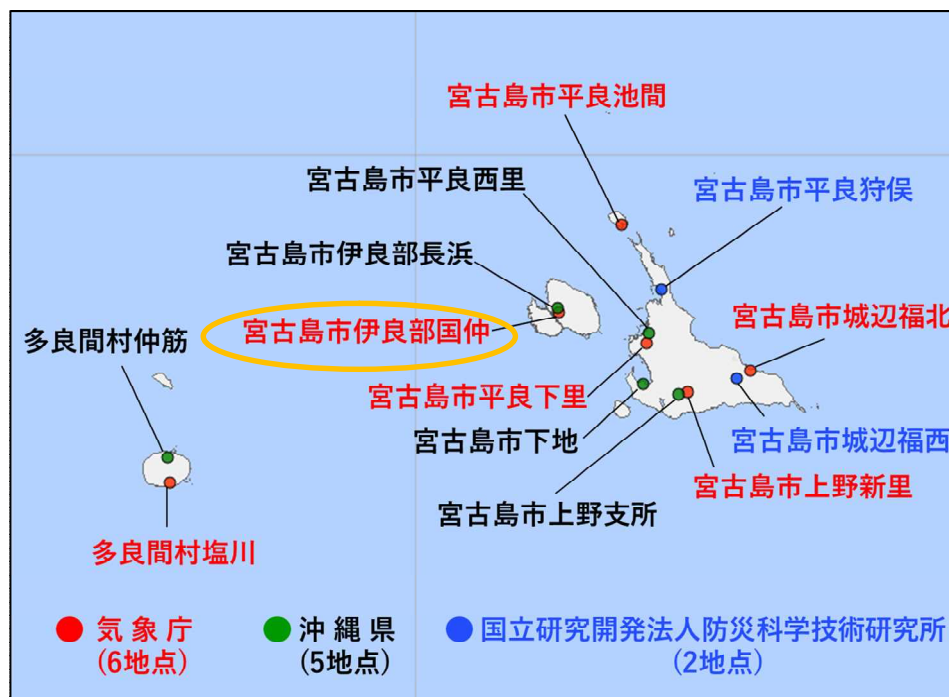 宮古島市平良池間
宮古島市平良西里
宮古島市平良狩俣
宮古島市伊良部長浜
宮古島市伊良部国仲
宮古島市城辺福北
多良間村仲筋
宮古島市平良下里
宮古島市下地
宮古島市城辺福西
宮古島市上野新里
宮古島市上野支所
多良間村塩川
気象庁
(6地点)
沖縄県
(5地点)
国立研究開発法人防災科学技術研究所
(2地点)